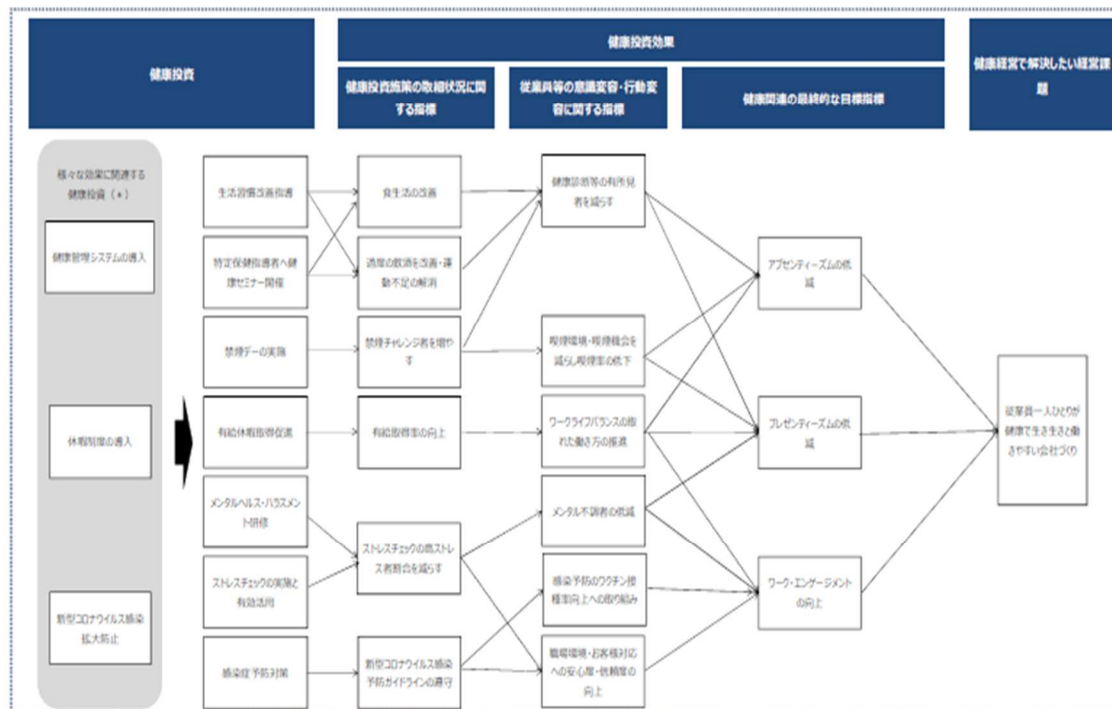 健康投資
健康投資効果
健康経営で解決したい経営課
題
健康投資施策の取組状況に関
する指標
従業員等の意識変容・行動変
容に関する指標
健康関連の最終的な目標指標
様々な効果に関連する
健康投資（＊）
健康管理システムの導入
休暇制度の導入
新型コロナウイルス感染
拡大防止
生活習慣改善指導
特定保健指導者へ健
康セミナー開催
禁煙デーの実施
有給休暇取得促進
メンタルヘルス・ハラスメ
ント研修
ストレスチェックの実施と
有効活用
感染症予防対策
食生活の改善
過度の飲酒を改善・運
動不足の解消
禁煙チャレンジ者を増や
す
有給取得率の向上
ストレスチェックの高ストレ
ス者割合を減らす
新型コロナウイルス感染
予防ガイドラインの遵守
健康診断等の有所見
者を減らす
喫煙環境・喫煙機会を
減らし喫煙率の低下
ワークライフバランスの取
れた働き方の推進
メンタル不調者の低減
感染予防のワクチン接
種率向上への取り組み
職場環境・お客様対応
への安心度・信頼度の
向上
アブセンティーズムの低
減
プレゼンティーズムの低
減
ワーク・エンゲージメント
の向上
従業員一人ひとりが
健康で生き生きと働
きやすい会社づくり